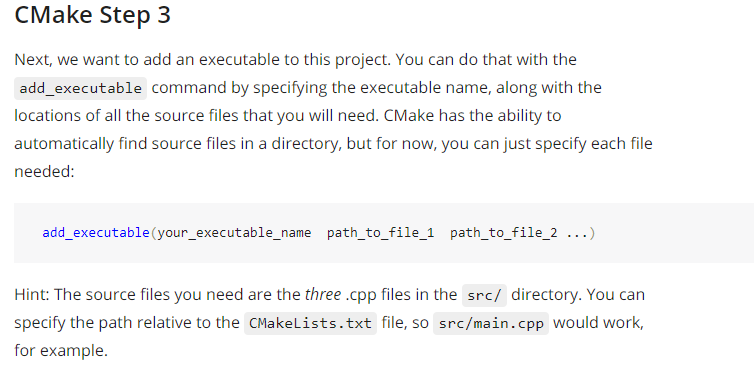 CMake Step 3
Next, we want to add an executable to this project. You can do that with the
add_executable command by specifying the executable name, along with the
locations of all the source files that you will need. CMake has the ability to
automatically find source files in a directory, but for now, you can just specify each file
needed:
add_executable(your_executable_name  path_to_file_1  path_to_file_2 ...)
Hint: The source files you need are the three .cpp files in the src/ directory. You can
specify the path relative to the CMakeLists.txt file, so src/main.cpp would work,
for example.